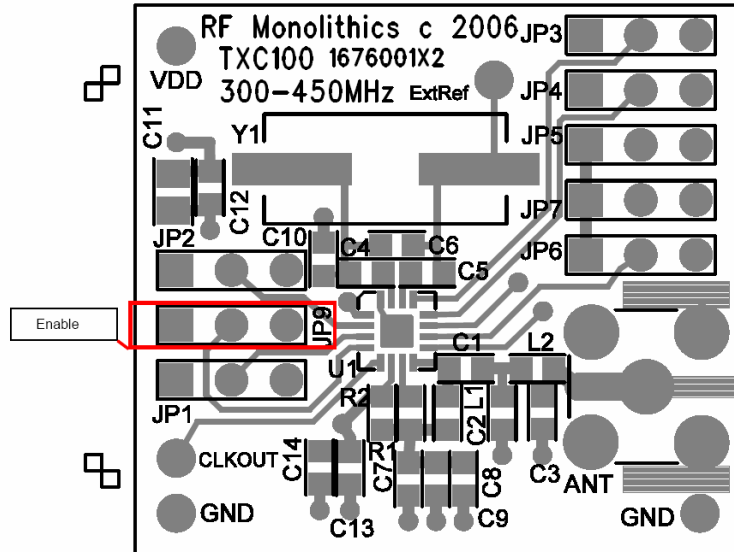 RF Monolithics c 2006
TXC100 1676001X2
300-450MHz ExtRef
VDD
JP3
JP4
JP5
JP7
JP6
C11
C12
Y1
JP2
C10
C4
C6
C5
Enable
JP9
U1
C1
L2
JP1
R2
L1
C2
R1
C3
CLKOUT
C14
C7
C8
ANT
GND
C13
C9
GND